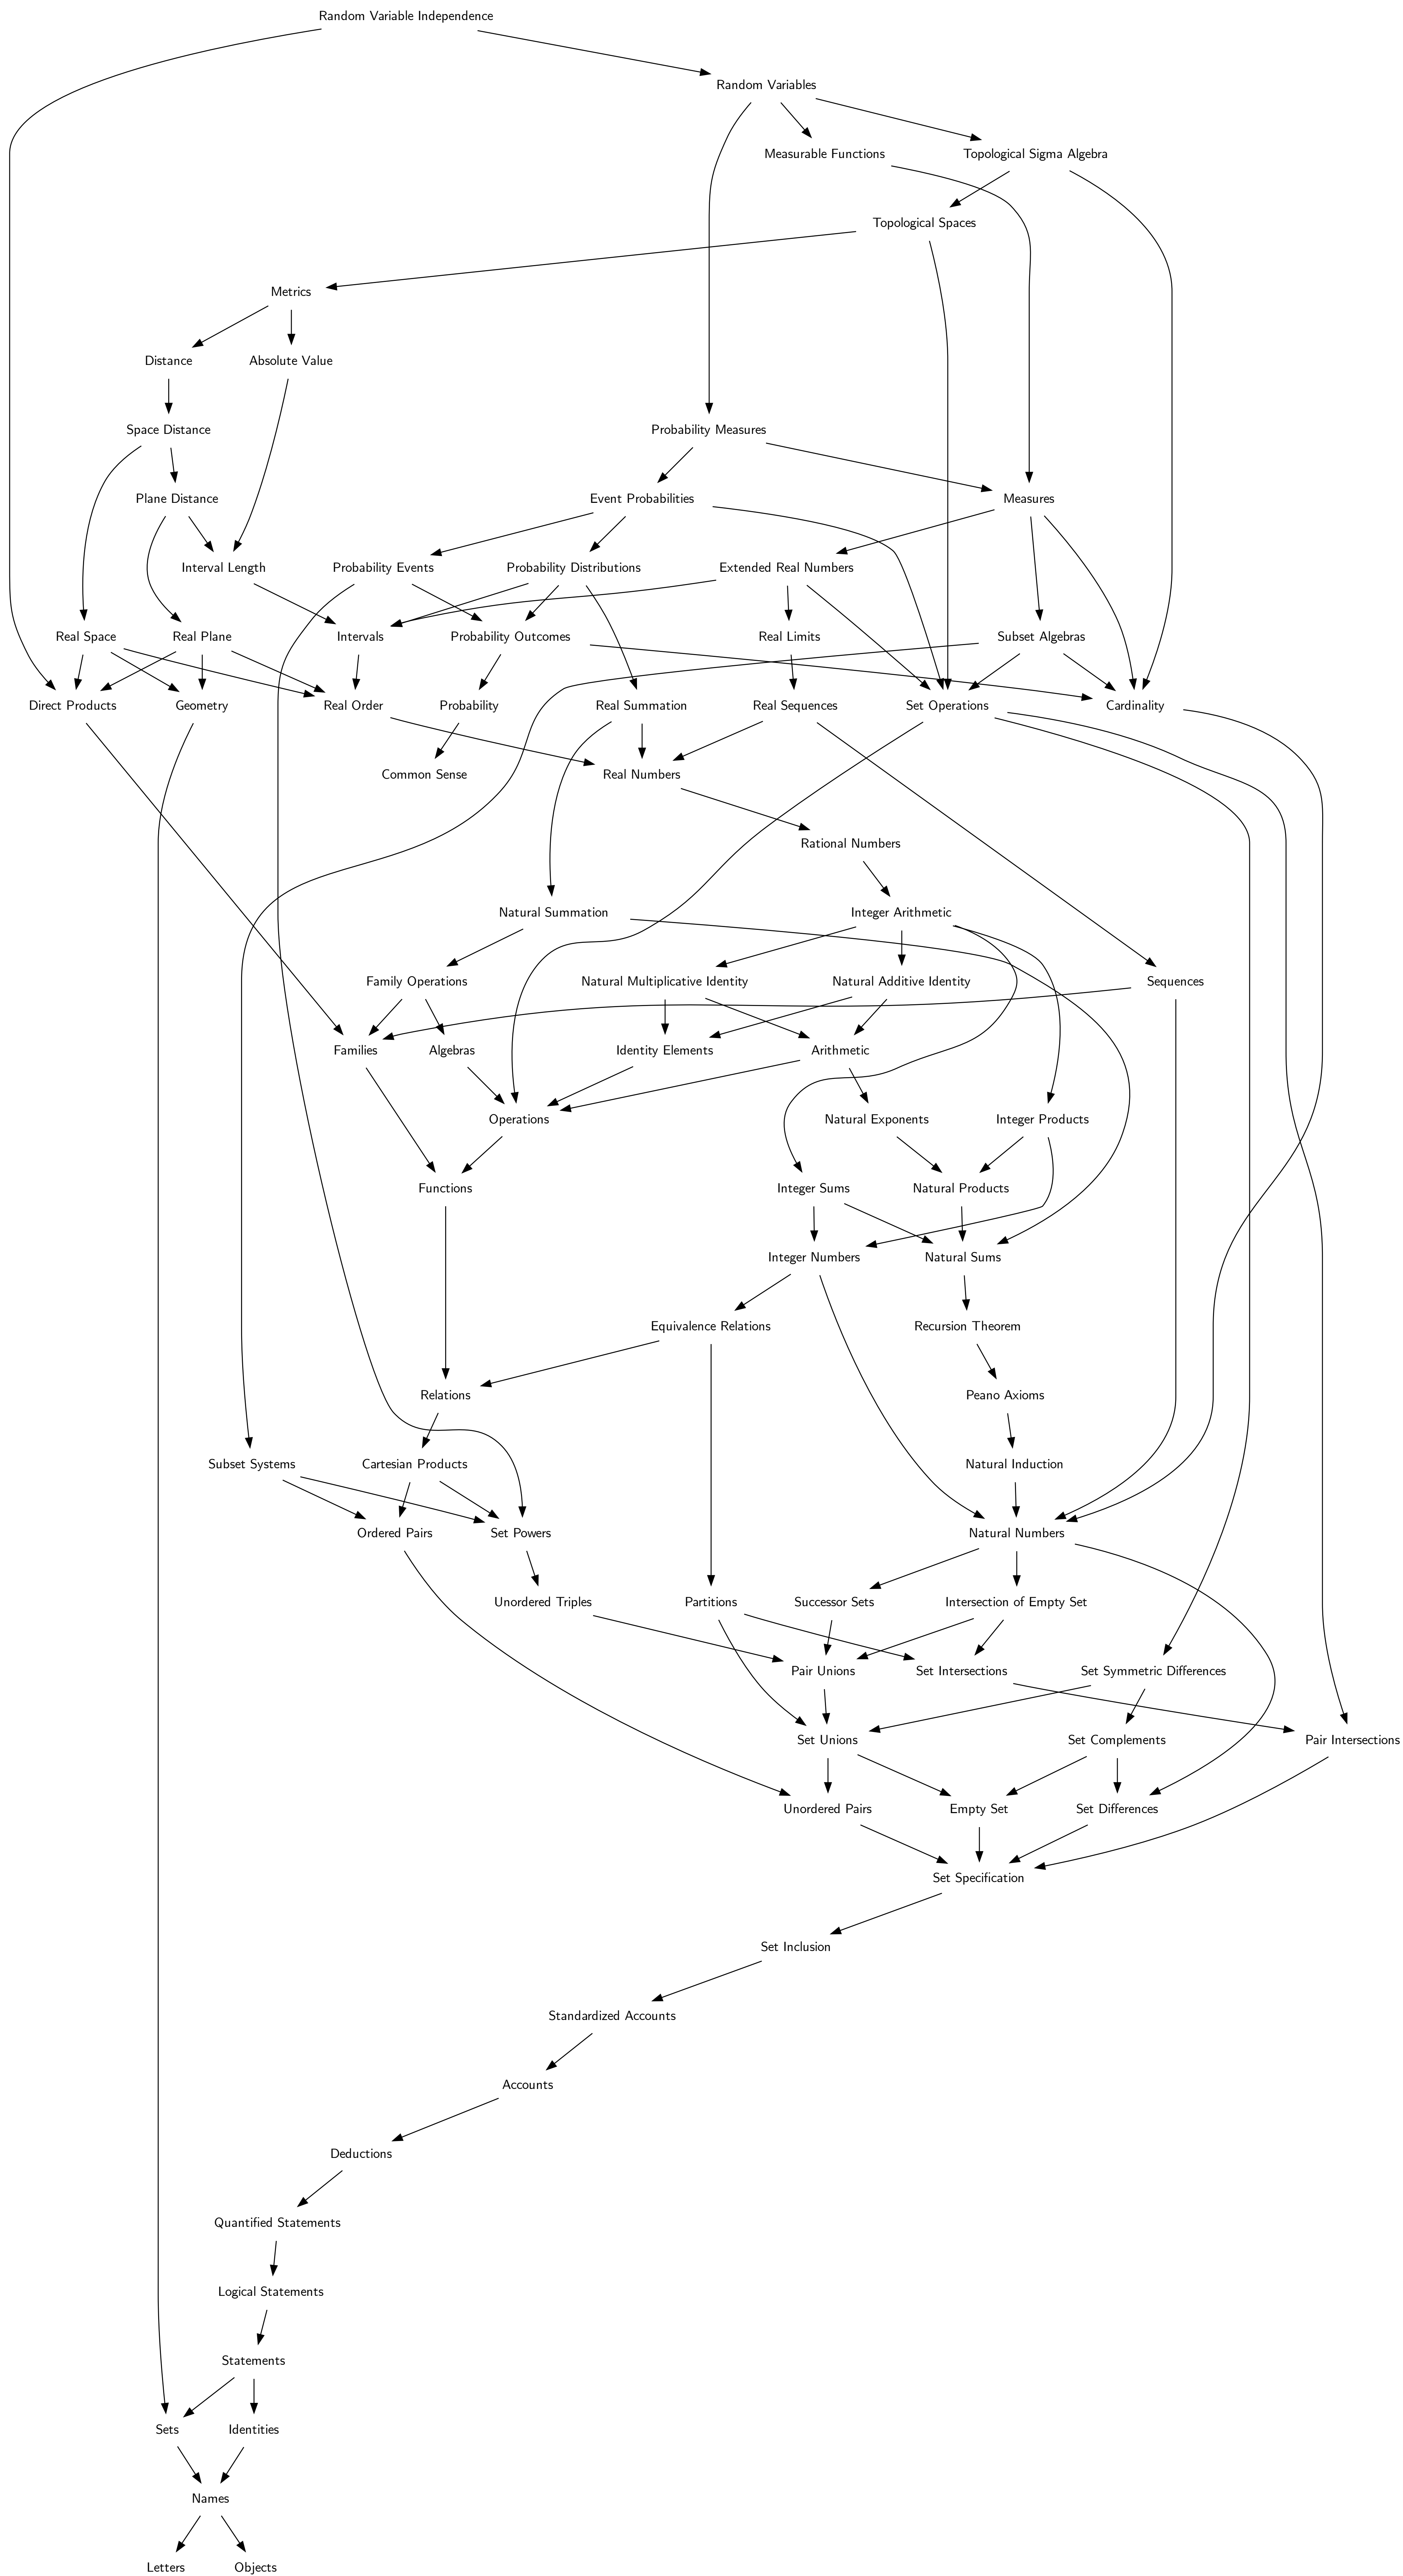 Random Variable Independence
Random Variables
Measurable Functions
Topological Sigma Algebra
Topological Spaces
Metrics
Distance
Absolute Value
Space Distance
Probability Measures
Plane Distance
Event Probabilities
Measures
Interval Length
Probability Events
Probability Distributions
Extended Real Numbers
Real Space
Real Plane
Intervals
Probability Outcomes
Real Limits
Subset Algebras
Direct Products
Geometry
Real Order
Probability
Real Summation
Real Sequences
Set Operations
Cardinality
Common Sense
Real Numbers
Rational Numbers
Natural Summation
Integer Arithmetic
Family Operations
Natural Multiplicative Identity
Natural Additive Identity
Sequences
Families
Algebras
Identity Elements
Arithmetic
Operations
Natural Exponents
Integer Products
Functions
Integer Sums
Natural Products
Integer Numbers
Natural Sums
Equivalence Relations
Recursion Theorem
Relations
Peano Axioms
Subset Systems
Cartesian Products
Natural Induction
Ordered Pairs
Set Powers
Natural Numbers
Unordered Triples
Partitions
Successor Sets
Intersection of Empty Set
Pair Unions
Set Intersections
Set Symmetric Differences
Set Unions
Set Complements
Pair Intersections
Unordered Pairs
Empty Set
Set Differences
Set Specification
Set Inclusion
Standardized Accounts
Accounts
Deductions
Quantified Statements
Logical Statements
Statements
Sets
Identities
Names
Letters
Objects